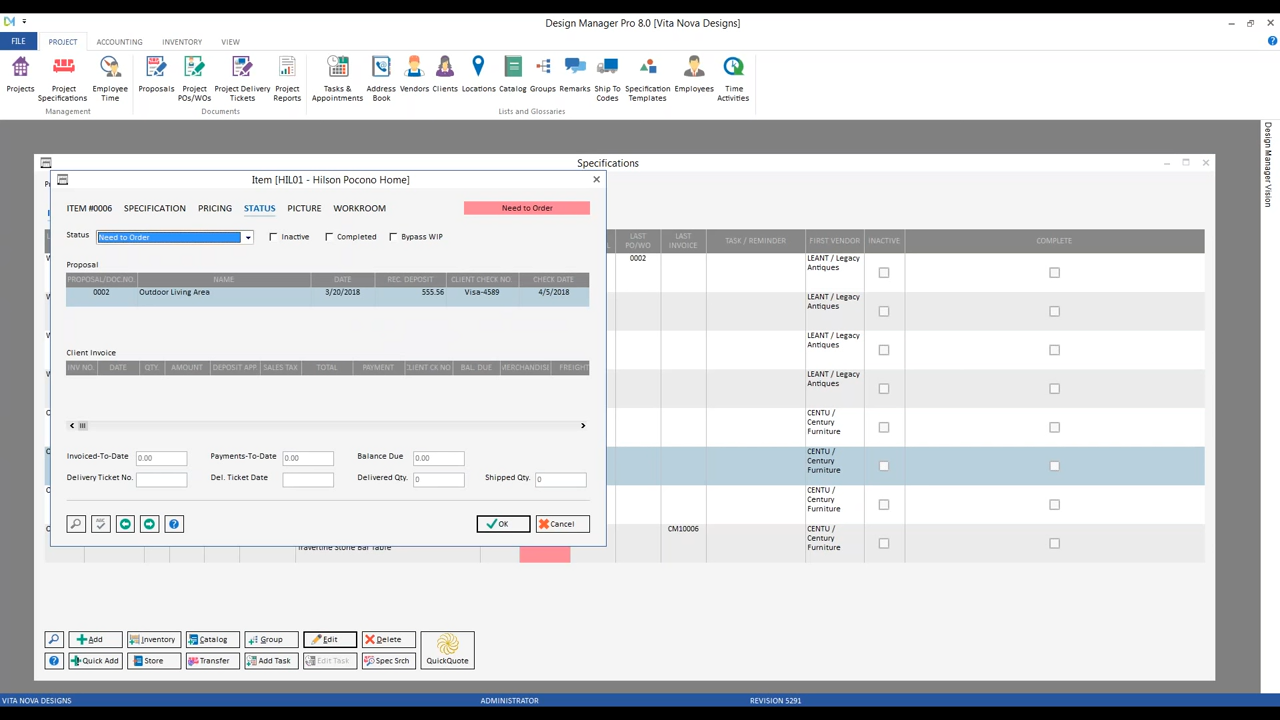 Design Manager Pro 8.0 [Vita Nova Designs]
FILE PROJECT ACCOUNTING INVENTORY VIEW
Projects
Project Specifications
Employee Time
Management
Proposals
Project POs/WOs
Project Delivery Tickets
Project Reports
Documents
Tasks & Appointments
Address Book
Vendors
Clients
Locations
Catalog
Groups
Remarks
Ship To Codes
Specification Templates
Employees
Time Activities
Lists and Glossaries
Design Manager Vision
Specifications
Item [HIL01 - Hilson Pocono Home]
ITEM #0006 SPECIFICATION PRICING STATUS PICTURE WORKROOM
Need to Order
Status Need to Order Inactive Completed Bypass WIP
Proposal
PROPOSAL/DOC.NO. NAME DATE REC. DEPOSIT CLIENT CHECK NO CHECK DATE
0002 Outdoor Living Area 3/20/2018 555.56 Visa-4589 4/5/2018
Client Invoice
INV NO. DATE QTY AMOUNT DEPOSIT APP SALES TAX TOTAL PAYMENT CLIENT CK NO BAL. DUE MERCHANDISE FREIGHT
Invoiced-To-Date 0.00 Payments-To-Date 0.00 Balance Due 0.00
Delivery Ticket No. Del. Ticket Date Delivered Qty. 0 Shipped Qty. 0
OK Cancel
LAST PO/WO LAST INVOICE TASK / REMINDER FIRST VENDOR INACTIVE COMPLETE
0002 LEANT / Legacy Antiques
LEANT / Legacy Antiques
LEANT / Legacy Antiques
LEANT / Legacy Antiques
CENTU / Century Furniture
CENTU / Century Furniture
CENTU / Century Furniture
CM10006 CENTU / Century Furniture
Travertine Stone Bar Table
Add Inventory Catalog Group Edit Delete
Quick Add Store Transfer Add Task Edit Task Spec Srch QuickQuote
VITA NOVA DESIGNS ADMINISTRATOR REVISION 5291